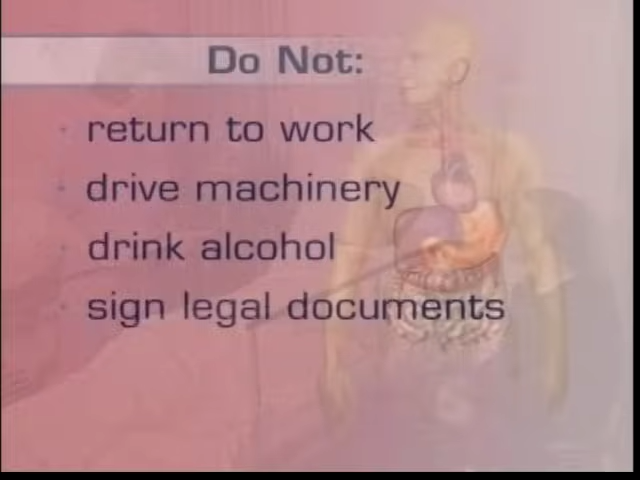 Do Not:
· return to work
· drive machinery
· drink alcohol
· sign legal documents